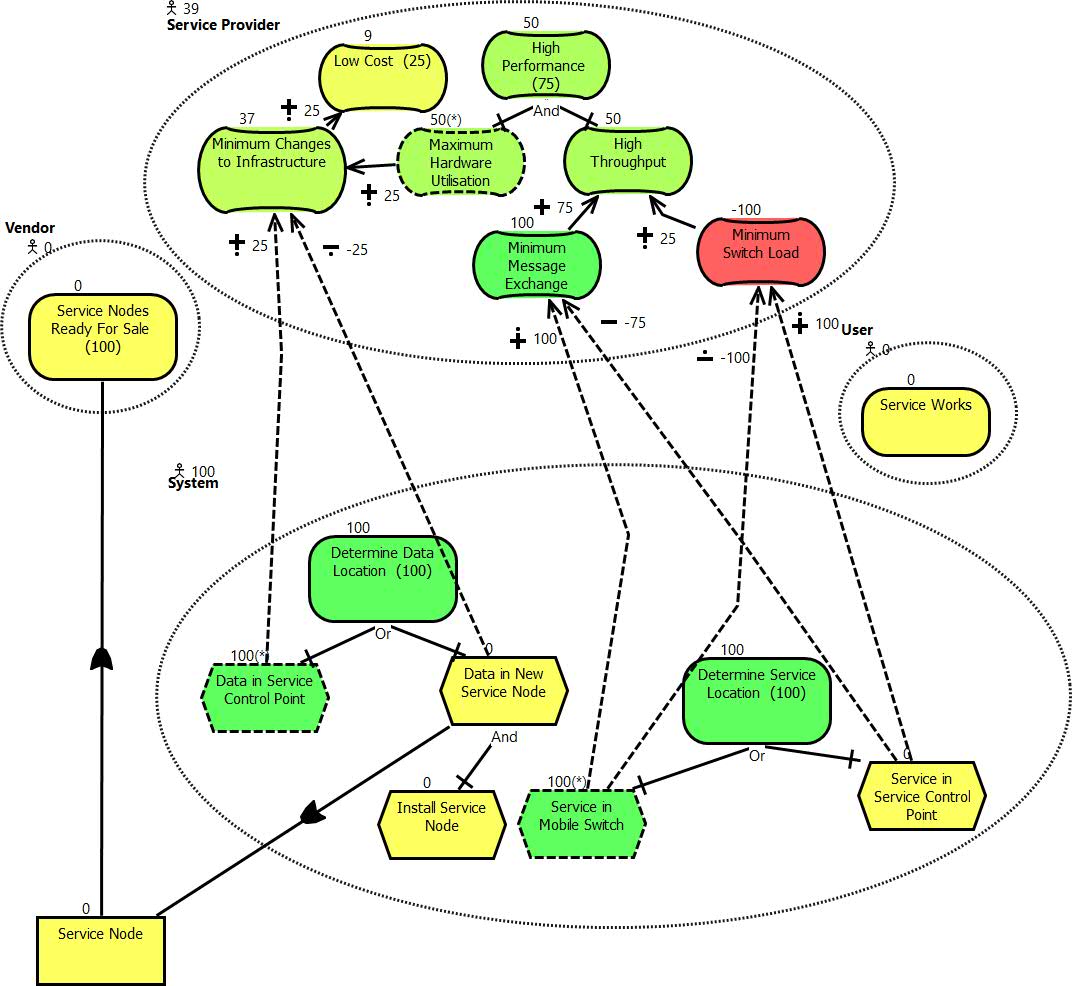 39
Service Provider
9
Low Cost (25)
50
High
Performance
(75)
And
+ 25
37
Minimum Changes
to Infrastructure
50(*)
Maximum
Hardware
Utilisation
50
High
Throughput
+ 25
+ 75
100
Minimum
Message
Exchange
-100
Minimum
Switch Load
+ 25
+ 25
- -25
Vendor
0
0
Service Nodes
Ready For Sale
(100)
+ 100
- -75
- -100
+ 100
User
0
0
Service Works
100
System
100
Determine Data
Location (100)
Or
100(*)
Data in Service
Control Point
0
Data in New
Service Node
And
0
Install Service
Node
100
Determine Service
Location (100)
Or
100(*)
Service in
Mobile Switch
0
Service in
Service Control
Point
0
Service Node